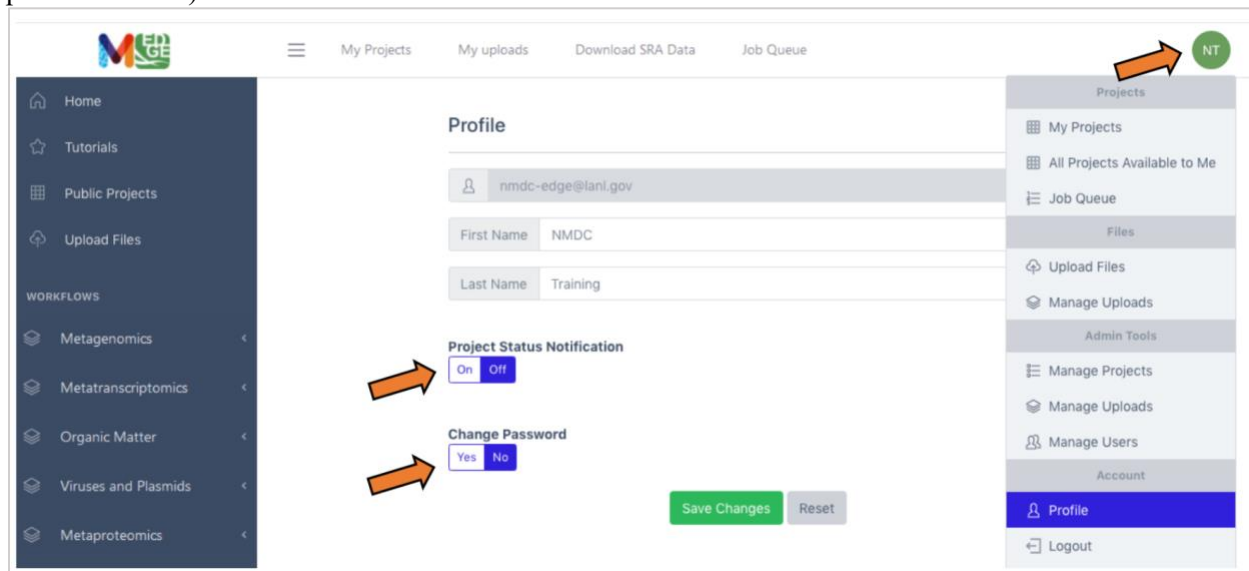 M EDGE
My Projects My uploads Download SRA Data Job Queue
NT
Home
Tutorials
Public Projects
Upload Files
WORKFLOWS
Metagenomics
Metatranscriptomics
Organic Matter
Viruses and Plasmids
Metaproteomics
Profile
nmdc-edge@lanl.gov
First Name NMDC
Last Name Training
Project Status Notification
On Off
Change Password
Yes No
Save Changes Reset
Projects
My Projects
All Projects Available to Me
Job Queue
Files
Upload Files
Manage Uploads
Admin Tools
Manage Projects
Manage Uploads
Manage Users
Account
Profile
Logout